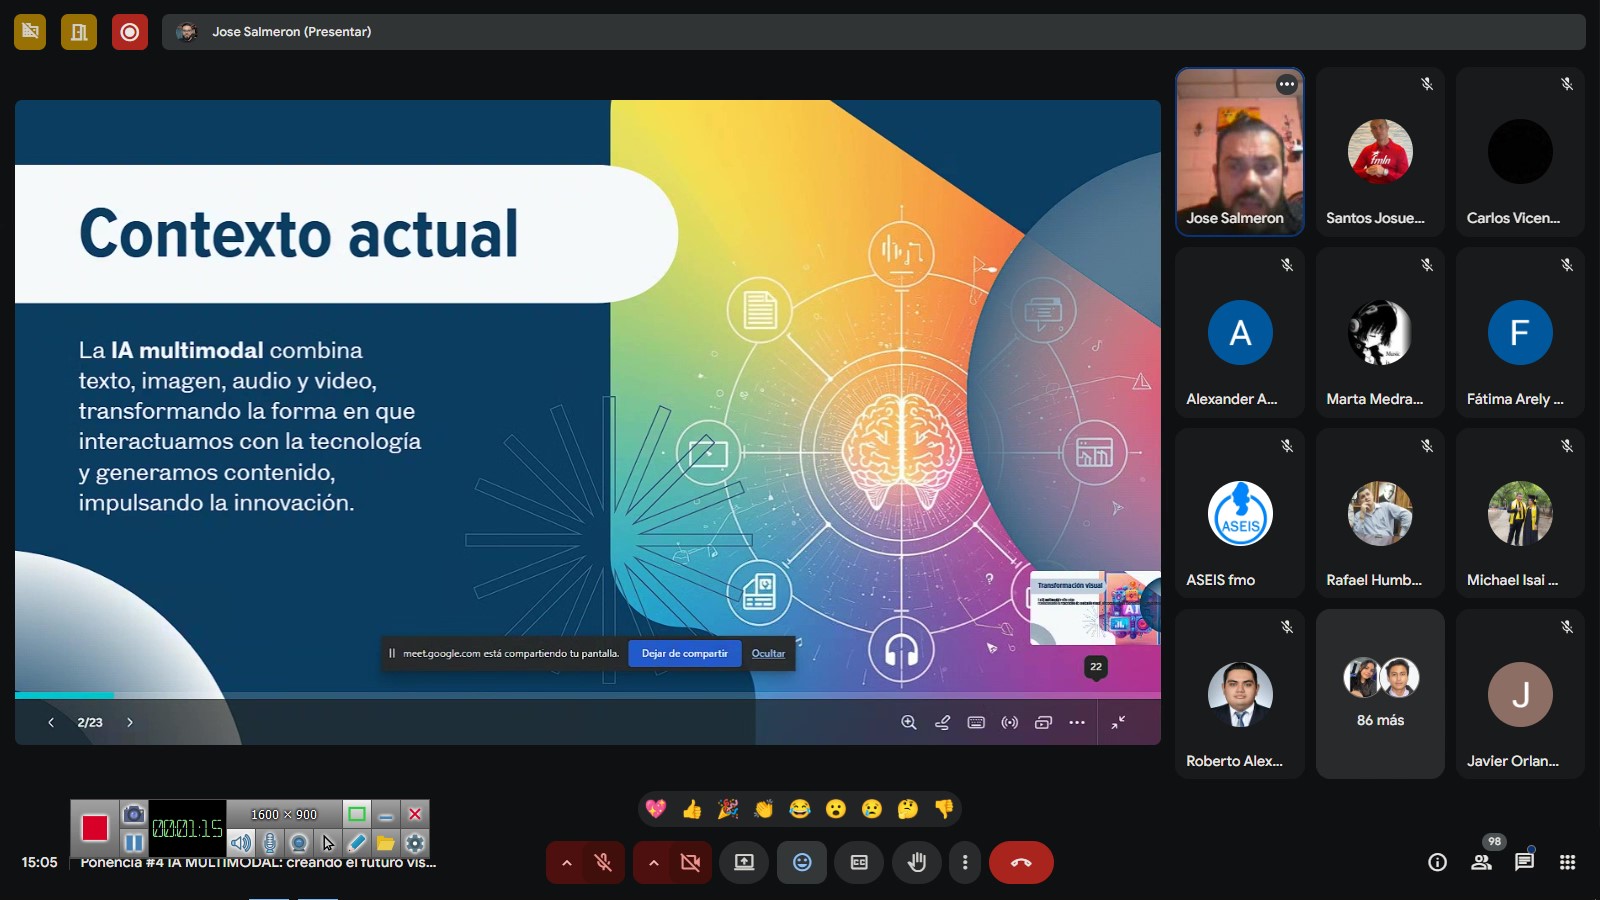 Jose Salmeron (Presentar)
Contexto actual
La IA multimodal combina
texto, imagen, audio y video,
transformando la forma en que
interactuamos con la tecnología
y generamos contenido,
impulsando la innovación.
Transformación visual
meet.google.com está compartiendo tu pantalla.
Dejar de compartir
Ocultar
22
2/23
Jose Salmeron
fmln
Santos Josue...
Carlos Vicen...
A
Alexander A...
Music
Marta Medra...
F
Fátima Arely ...
ASEIS
ASEIS fmo
Rafael Humb...
Michael Isai ...
Roberto Alex...
86 más
J
Javier Orlan...
1600 × 900
00:01:15
15:05
Ponencia #4 IA MULTIMODAL: creando el futuro vis...
CC
98